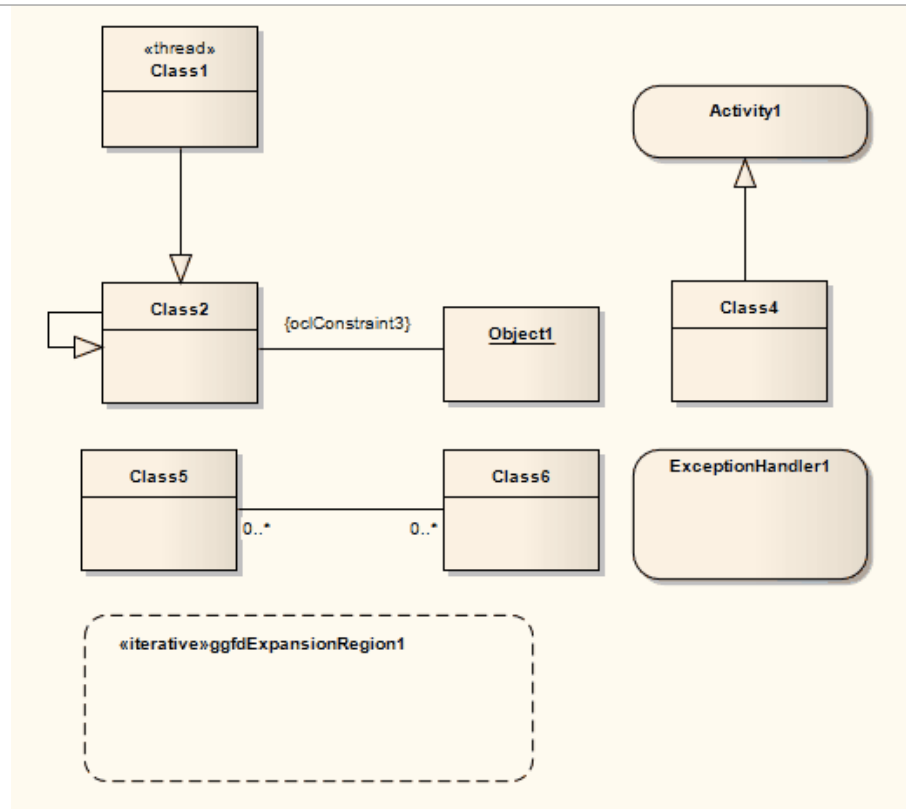 «thread»
Class1
Activity1
Class2
{oclConstraint3}
Object1
Class4
Class5
Class6
ExceptionHandler1
0..*
0..*
«iterative»ggfdExpansionRegion1